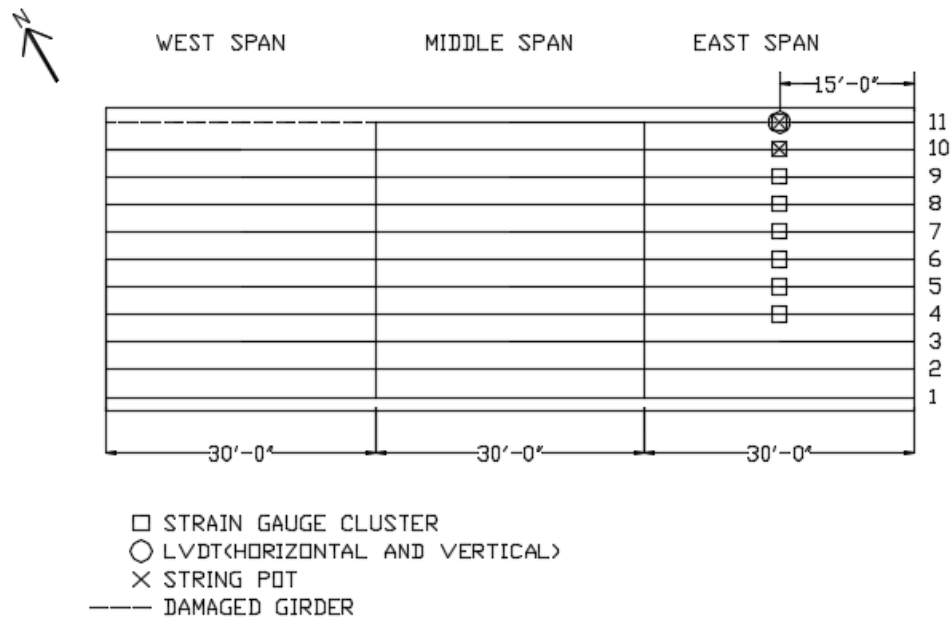 N
WEST SPAN MIDDLE SPAN EAST SPAN
15'-0"
11
10
9
8
7
6
5
4
3
2
1
30'-0" 30'-0" 30'-0"
STRAIN GAUGE CLUSTER
LVDT(HORIZONTAL AND VERTICAL)
STRING POT
DAMAGED GIRDER